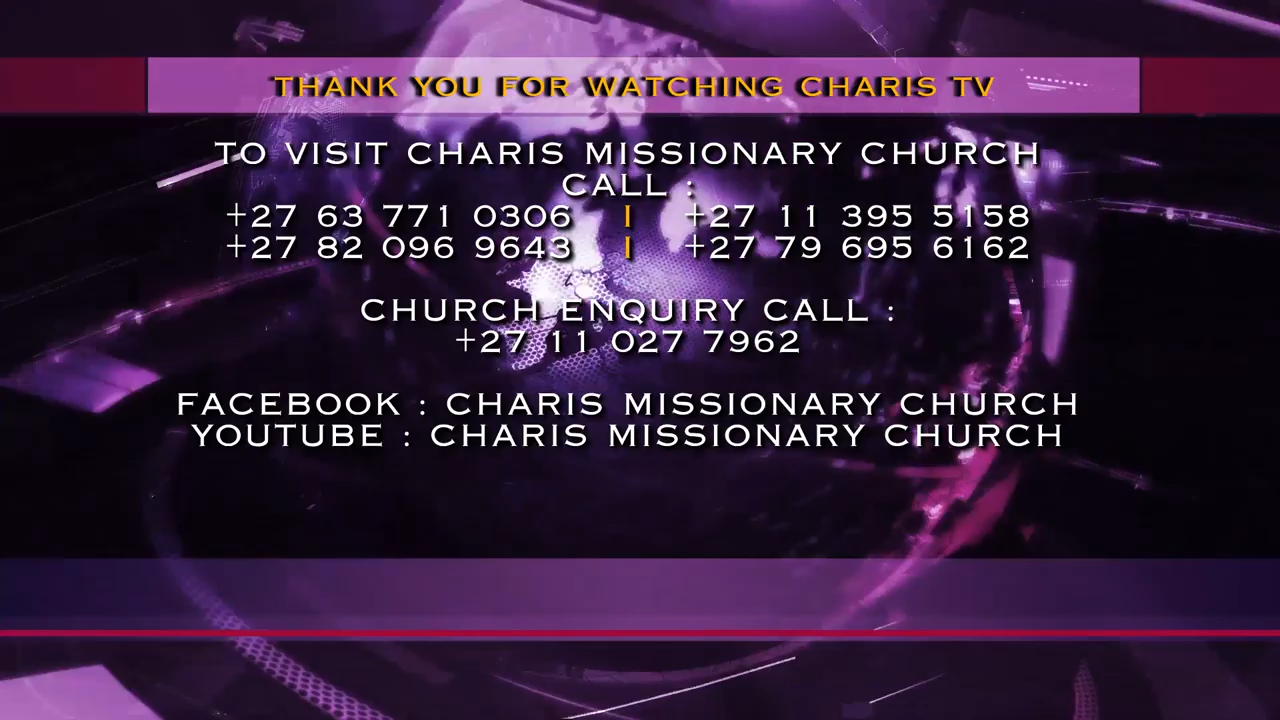 THANK YOU FOR WATCHING CHARIS TV
TO VISIT CHARIS MISSIONARY CHURCH
CALL :
+27 63 771 0306 I +27 11 395 5158
+27 82 096 9643 I +27 79 695 6162
CHURCH ENQUIRY CALL :
+27 11 027 7962
FACEBOOK : CHARIS MISSIONARY CHURCH
YOUTUBE : CHARIS MISSIONARY CHURCH